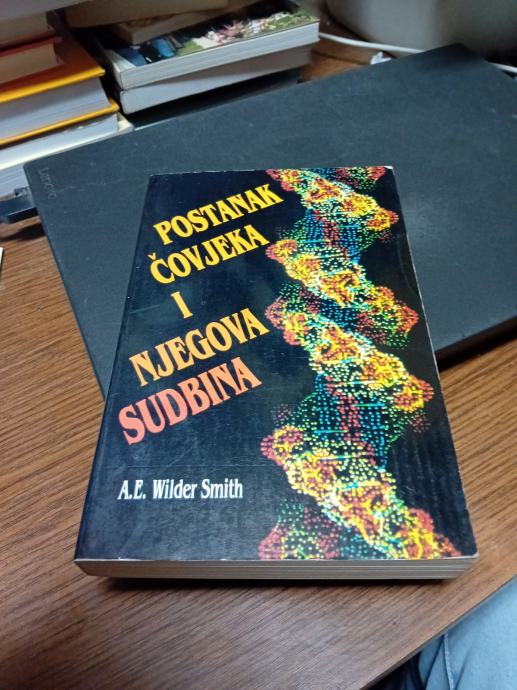 POSTANAK
ČOVJEKA
I
NJEGOVA
SUDBINA
A.E. Wilder Smith